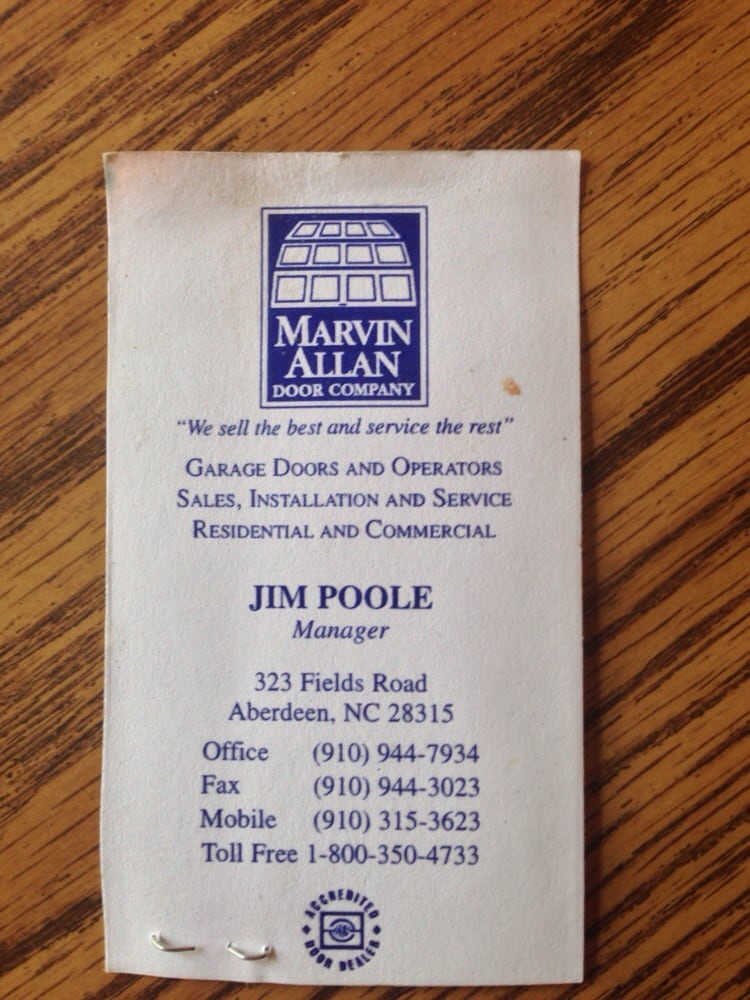 MARVIN
ALLAN
DOOR COMPANY
“We sell the best and service the rest”
GARAGE DOORS AND OPERATORS
SALES, INSTALLATION AND SERVICE
RESIDENTIAL AND COMMERCIAL
JIM POOLE
Manager
323 Fields Road
Aberdeen, NC 28315
Office (910) 944-7934
Fax (910) 944-3023
Mobile (910) 315-3623
Toll Free 1-800-350-4733
ACCREDITED
DOOR DEALER